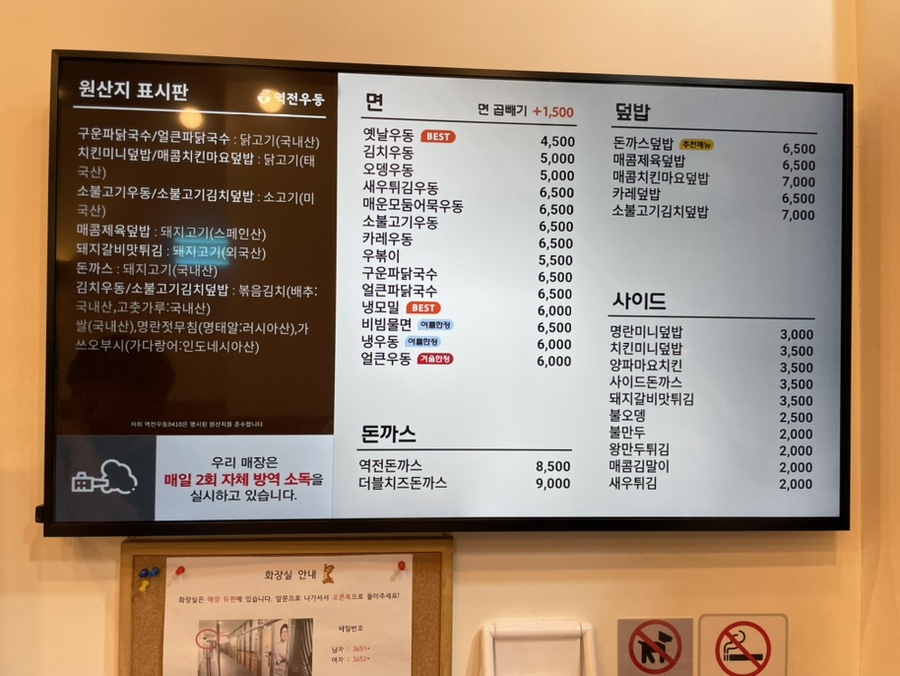 원산지 표시판
역전우동
구운파닭국수/얼큰파닭국수 : 닭고기(국내산)
치킨미니덮밥/매콤치킨마요덮밥 : 닭고기(태
국산)
소불고기우동/소불고기김치덮밥 : 소고기(미
국산)
매콤제육덮밥 : 돼지고기(스페인산)
돼지갈비맛튀김 : 돼지고기(외국산)
돈까스 : 돼지고기(국내산)
김치우동/소불고기김치덮밥 : 볶음김치(배추:
국내산,고춧가루:국내산)
쌀(국내산),명란젓무침(명태알:러시아산),가
쓰오부시(가다랑어:인도네시아산)
저희 역전우동0410은 명시된 원산지를 준수합니다
우리 매장은
매일 2회 자체 방역 소독을
실시하고 있습니다.
면 면 곱빼기 +1,500
옛날우동 BEST 4,500
김치우동 5,000
오뎅우동 5,000
새우튀김우동 6,500
매운모둠어묵우동 6,500
소불고기우동 6,500
카레우동 6,500
우볶이 5,500
구운파닭국수 6,500
얼큰파닭국수 6,500
냉모밀 BEST 6,000
비빔물면 여름한정 6,500
냉우동 여름한정 6,000
얼큰우동 겨울한정 6,000
돈까스
역전돈까스 8,500
더블치즈돈까스 9,000
덮밥
돈까스덮밥 추천메뉴 6,500
매콤제육덮밥 6,500
매콤치킨마요덮밥 7,000
카레덮밥 6,500
소불고기김치덮밥 7,000
사이드
명란미니덮밥 3,000
치킨미니덮밥 3,500
양파마요치킨 3,500
사이드돈까스 3,500
돼지갈비맛튀김 3,500
불오뎅 2,500
불만두 2,000
왕만두튀김 2,000
매콤김말이 2,000
새우튀김 2,000
화장실 안내
화장실은 매장 뒤편에 있습니다. 앞문으로 나가셔서 오른쪽으로 돌아주세요!
비밀번호
남자 : 3651*
여자 : 3652*